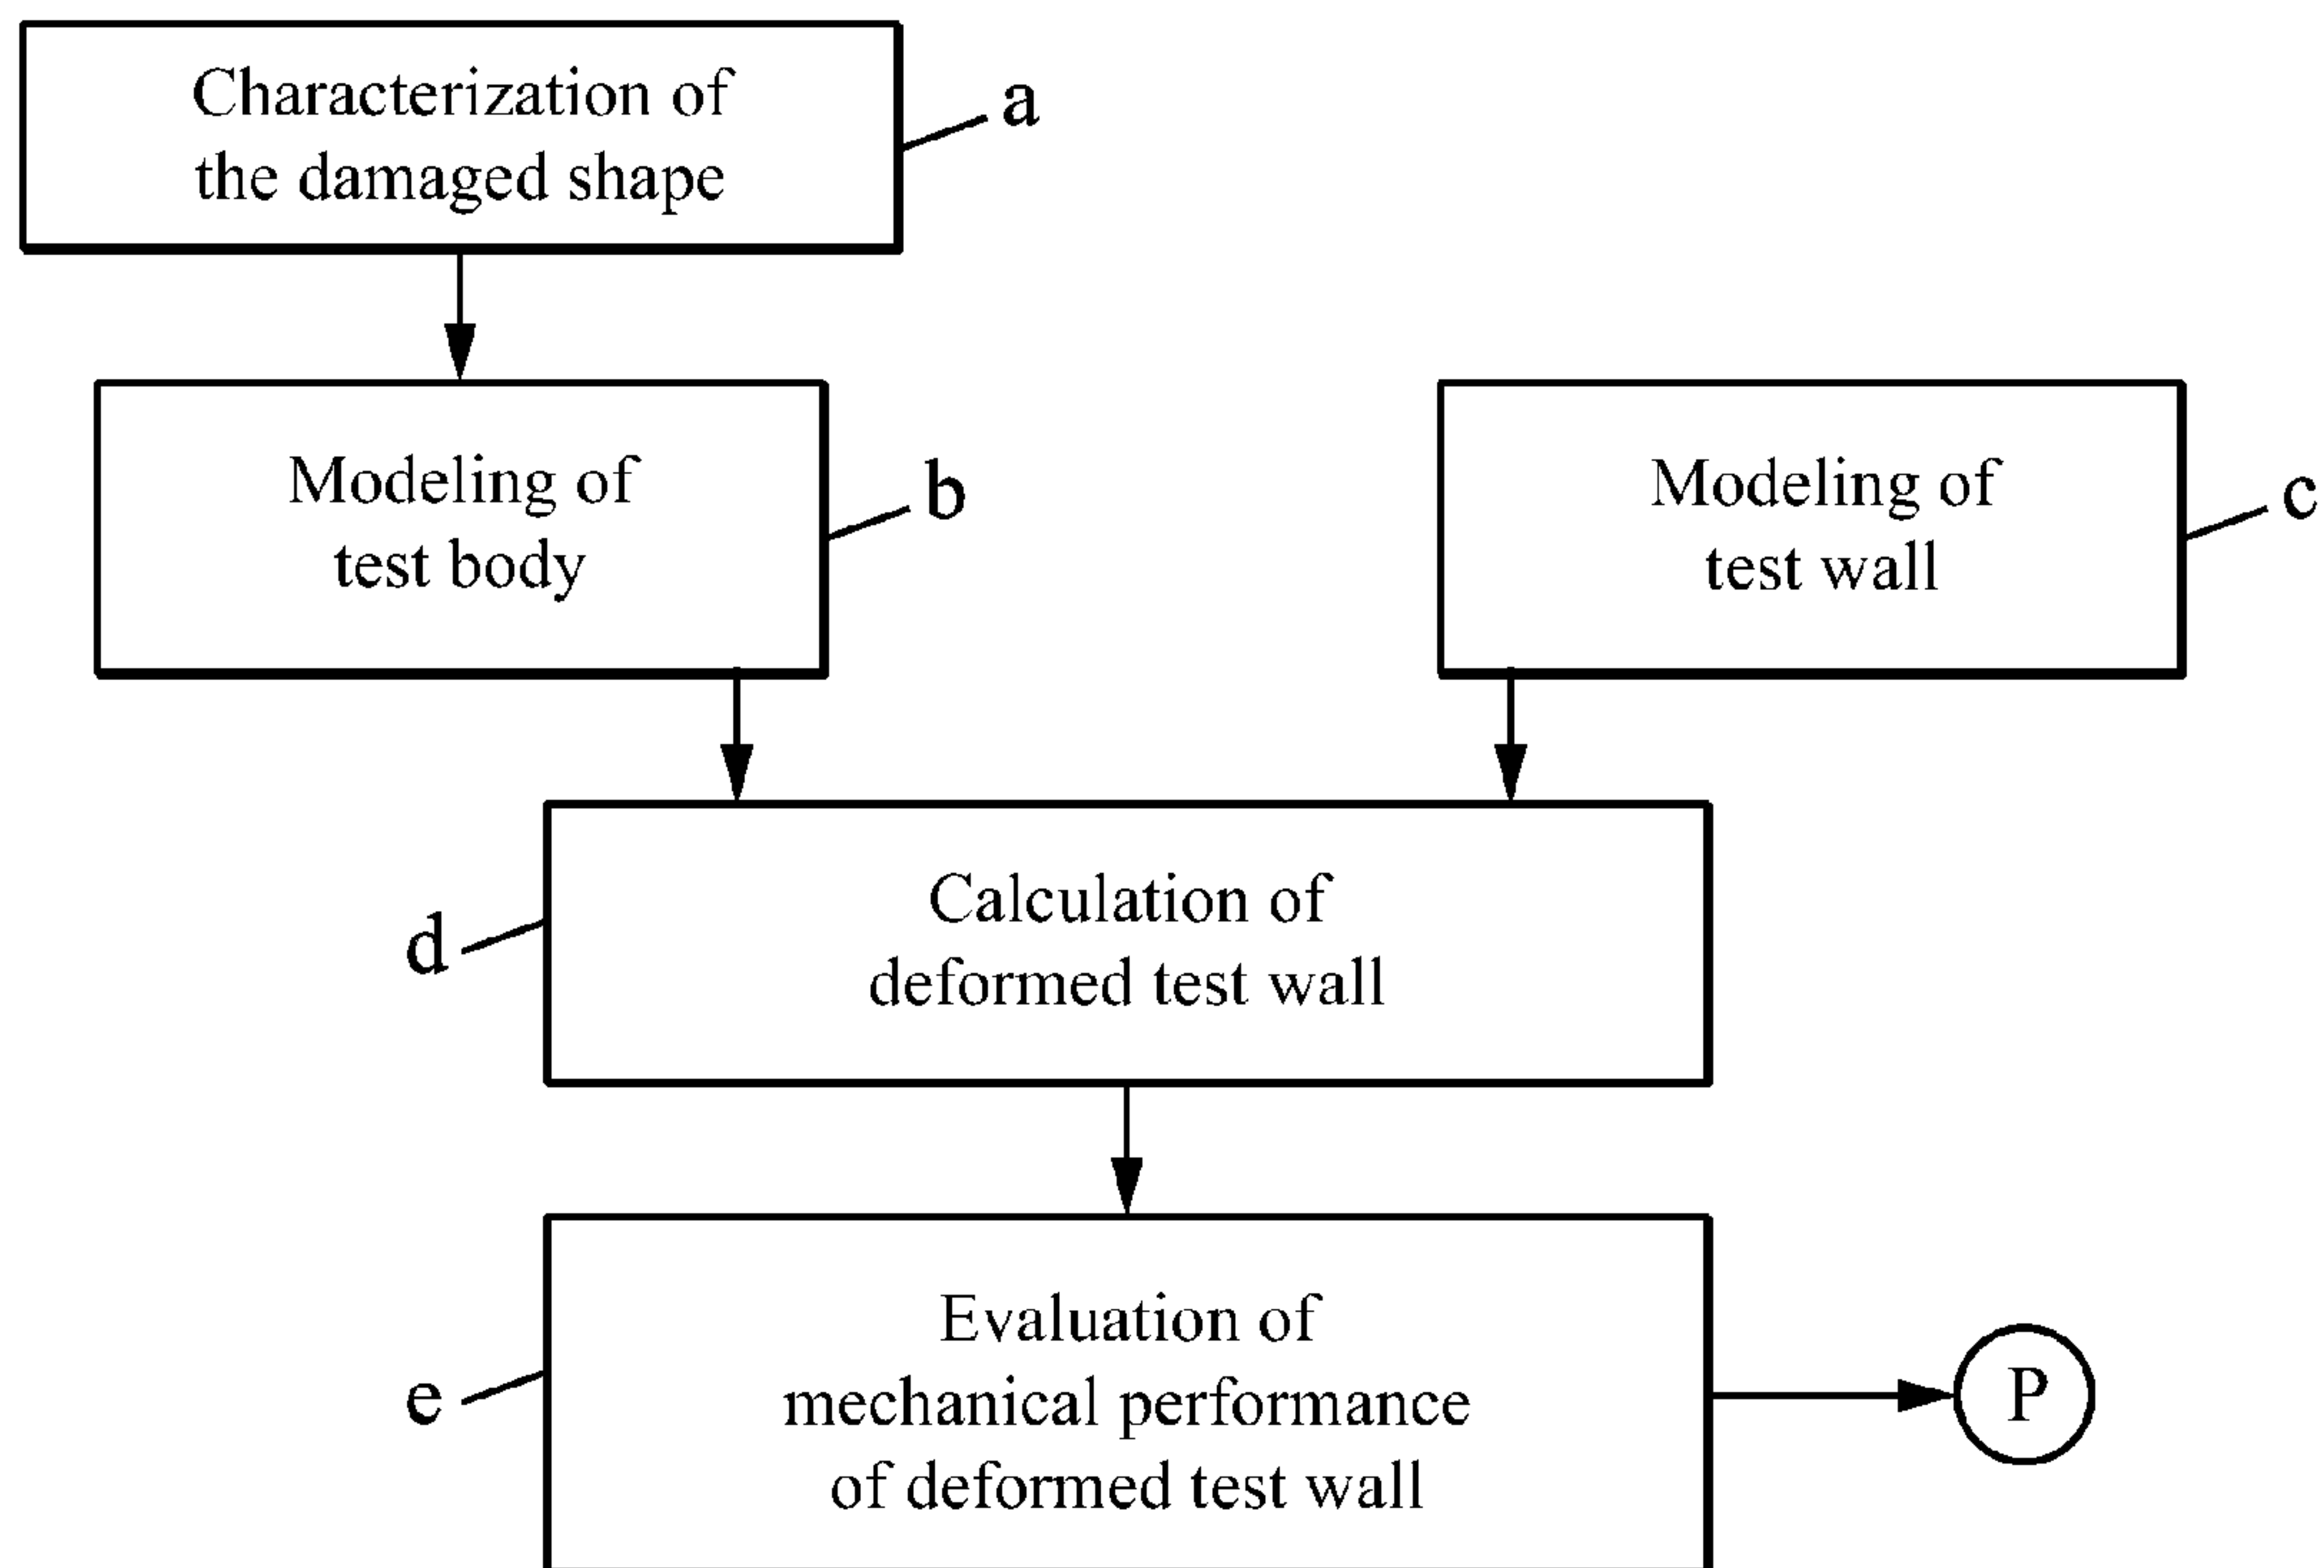 Characterization of
the damaged shape
a
Modeling of
test body
b
Modeling of
test wall
c
Calculation of
deformed test wall
d
Evaluation of
mechanical performance
of deformed test wall
e
P